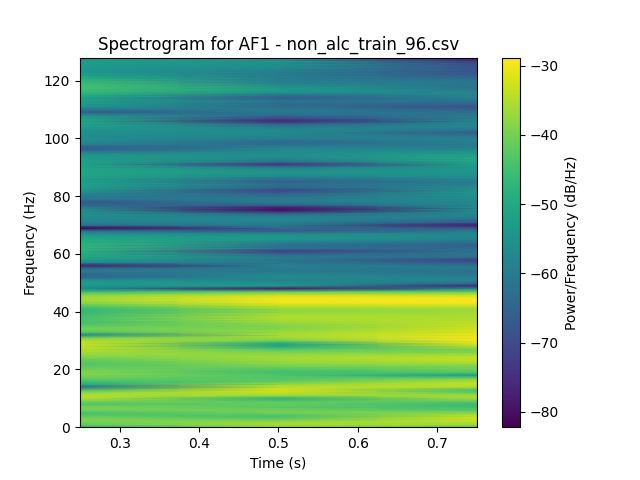 Spectrogram for AF1 - non_alc_train_96.csv
120
100
80
60
40
20
0
Frequency (Hz)
0.3 0.4 0.5 0.6 0.7
Time (s)
−30
−40
−50
−60
−70
−80
Power/Frequency (dB/Hz)